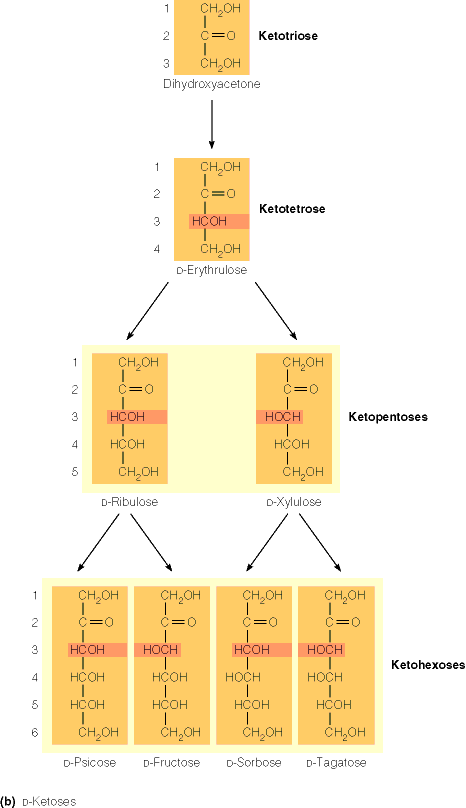 1 CH2OH
2 C=O Ketotriose
3 CH2OH
Dihydroxyacetone
1 CH2OH
2 C=O Ketotetrose
3 HCOH
4 CH2OH
D-Erythrulose
1 CH2OH CH2OH
2 C=O C=O
3 HCOH HOCH Ketopentoses
4 HCOH HCOH
5 CH2OH CH2OH
D-Ribulose D-Xylulose
1 CH2OH CH2OH CH2OH CH2OH
2 C=O C=O C=O C=O
3 HCOH HOCH HCOH HOCH Ketohexoses
4 HCOH HCOH HOCH HOCH
5 HCOH HCOH HCOH HCOH
6 CH2OH CH2OH CH2OH CH2OH
D-Psicose D-Fructose D-Sorbose D-Tagatose
(b) D-Ketoses